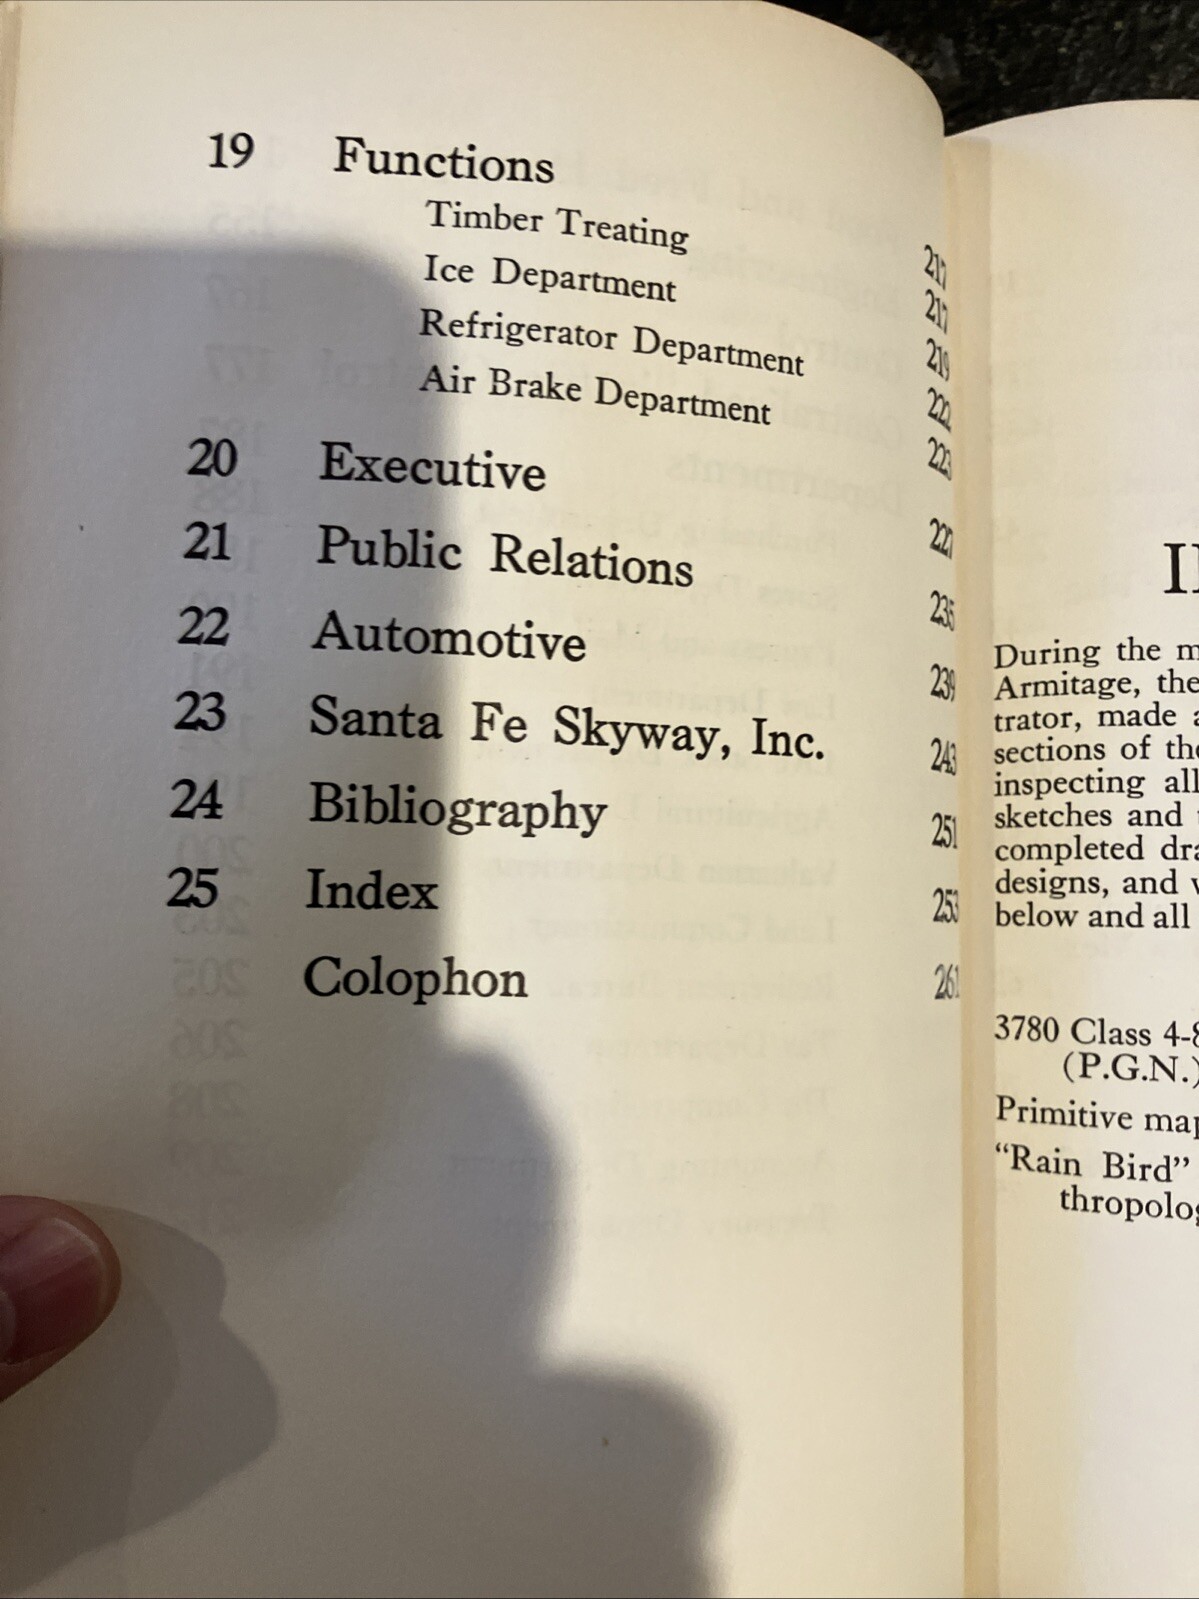 19 Functions 217
Timber Treating 217
Ice Department 219
Refrigerator Department 222
Air Brake Department 223
20 Executive 227
21 Public Relations 235
22 Automotive 239
23 Santa Fe Skyway, Inc. 243
24 Bibliography 251
25 Index 253
Colophon 261
During the m
Armitage, the
trator, made
sections of the
inspecting all
sketches and
completed dra
designs, and
below and all
3780 Class 4-8
(P.G.N.)
Primitive map
"Rain Bird"
thropolog